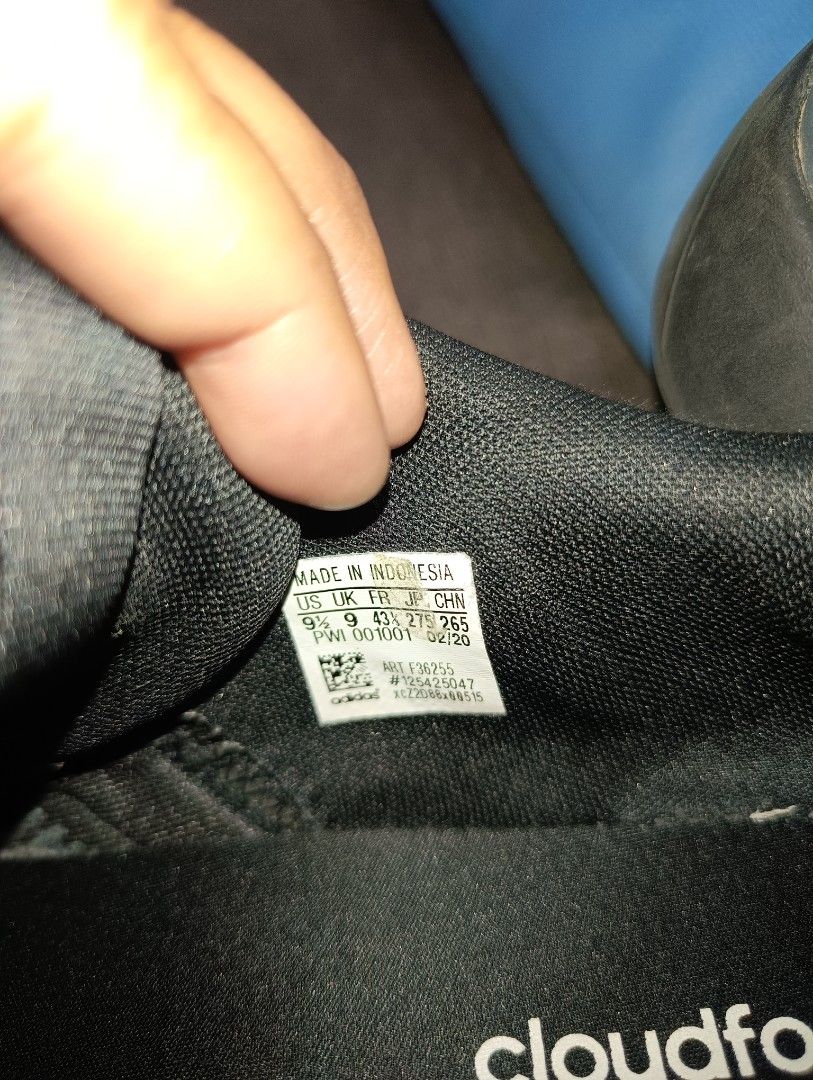 MADE IN INDONESIA
US UK FR JP CHN
9½ 9 43⅓ 275 265
PWI 001001 02/20
ART F36255
#125425047
adidas
cloudfo